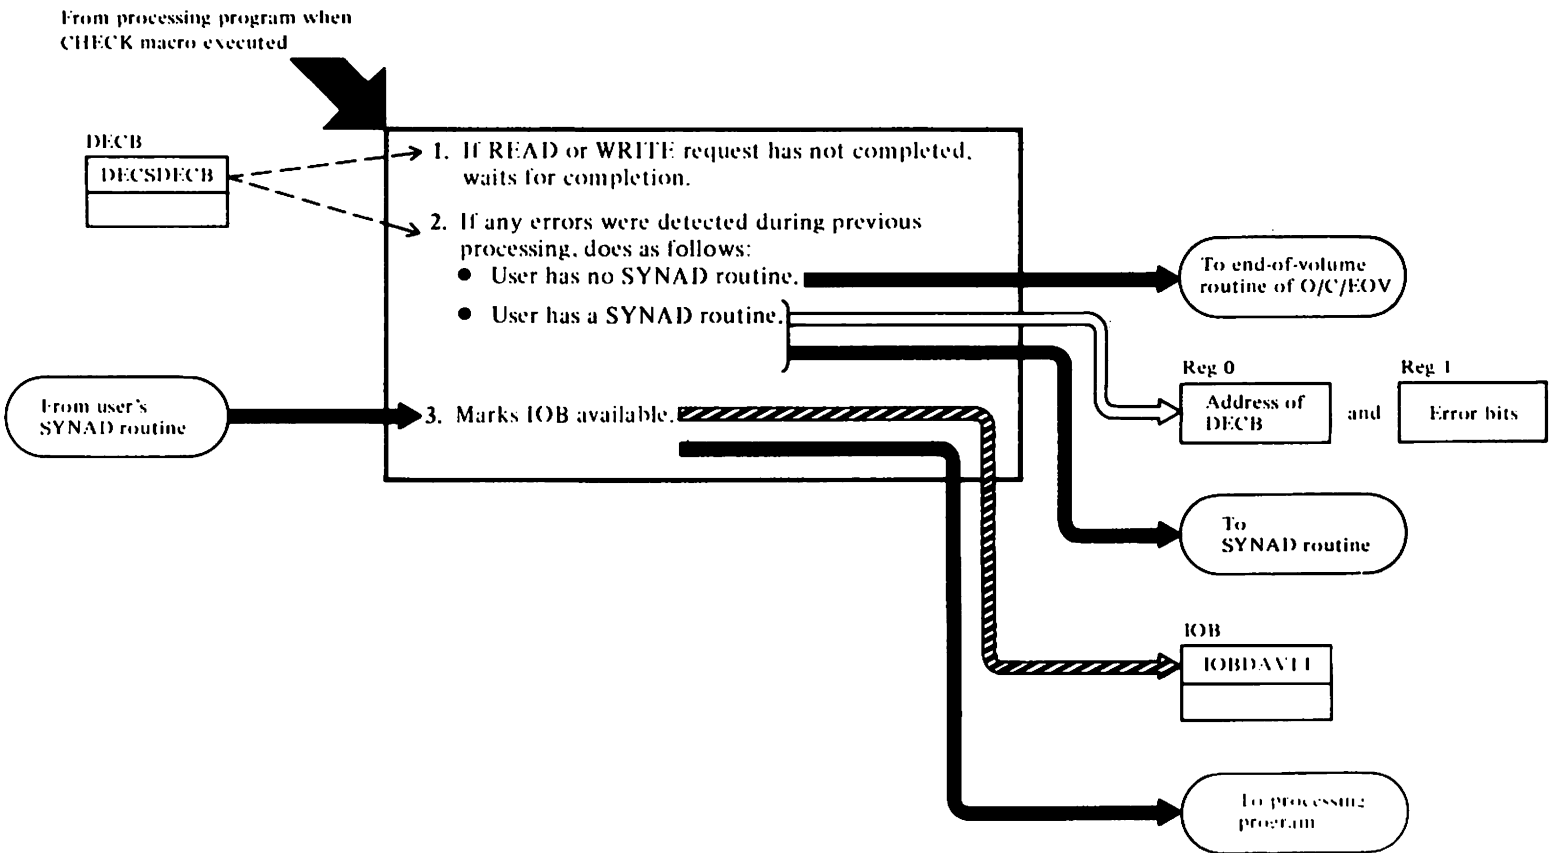 From processing program when
CHECK macro executed
DECB
DECSDECB
1. If READ or WRITE request has not completed,
waits for completion.
2. If any errors were detected during previous
processing, does as follows:
● User has no SYNAD routine.
● User has a SYNAD routine.
To end-of-volume
routine of O/C/EOV
Reg 0
Address of
DECB
and
Reg 1
Error bits
From user's
SYNAD routine
3. Marks IOB available.
To
SYNAD routine
IOB
To processing
program